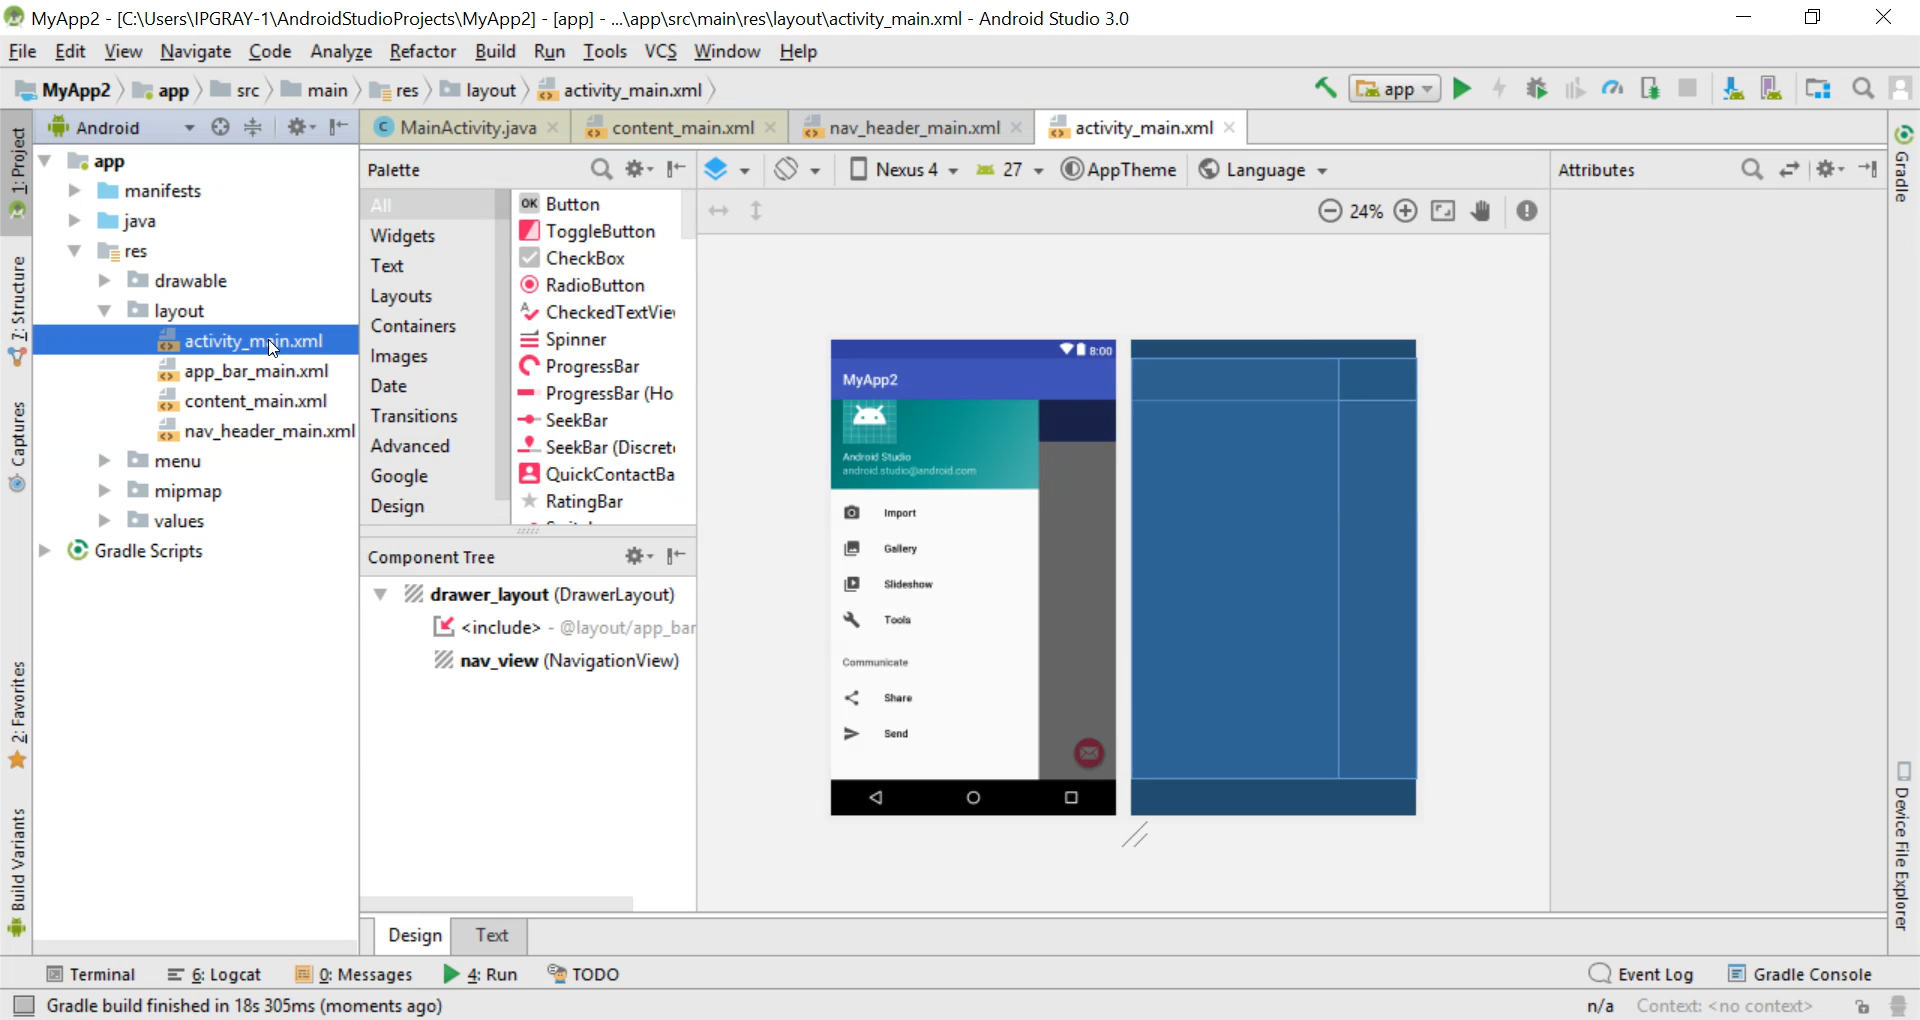 MyApp2 - [C:\Users\IPGRAY-1\AndroidStudioProjects\MyApp2] - [app] - ...\app\src\main\res\layout\activity_main.xml - Android Studio 3.0
File Edit View Navigate Code Analyze Refactor Build Run Tools VCS Window Help
MyApp2 app src main res layout activity_main.xml
app
1: Project
7: Structure
Captures
2: Favorites
Build Variants
Android
app
manifests
java
res
drawable
layout
activity_main.xml
app_bar_main.xml
content_main.xml
nav_header_main.xml
menu
mipmap
values
Gradle Scripts
MainActivity.java content_main.xml nav_header_main.xml activity_main.xml
Palette
All
Widgets
Text
Layouts
Containers
Images
Date
Transitions
Advanced
Google
Design
OK Button
ToggleButton
CheckBox
RadioButton
CheckedTextVie
Spinner
ProgressBar
ProgressBar (Ho
SeekBar
SeekBar (Discret
QuickContactBa
RatingBar
Component Tree
drawer_layout (DrawerLayout)
<include> - @layout/app_bar
nav_view (NavigationView)
Nexus 4 27 AppTheme Language
24%
8:00
MyApp2
Android Studio
android.studio@android.com
Import
Gallery
Slideshow
Tools
Communicate
Share
Send
Attributes
Gradle
Device File Explorer
Design Text
Terminal 6: Logcat 0: Messages 4: Run TODO Event Log Gradle Console
Gradle build finished in 18s 305ms (moments ago) n/a Context: <no context>